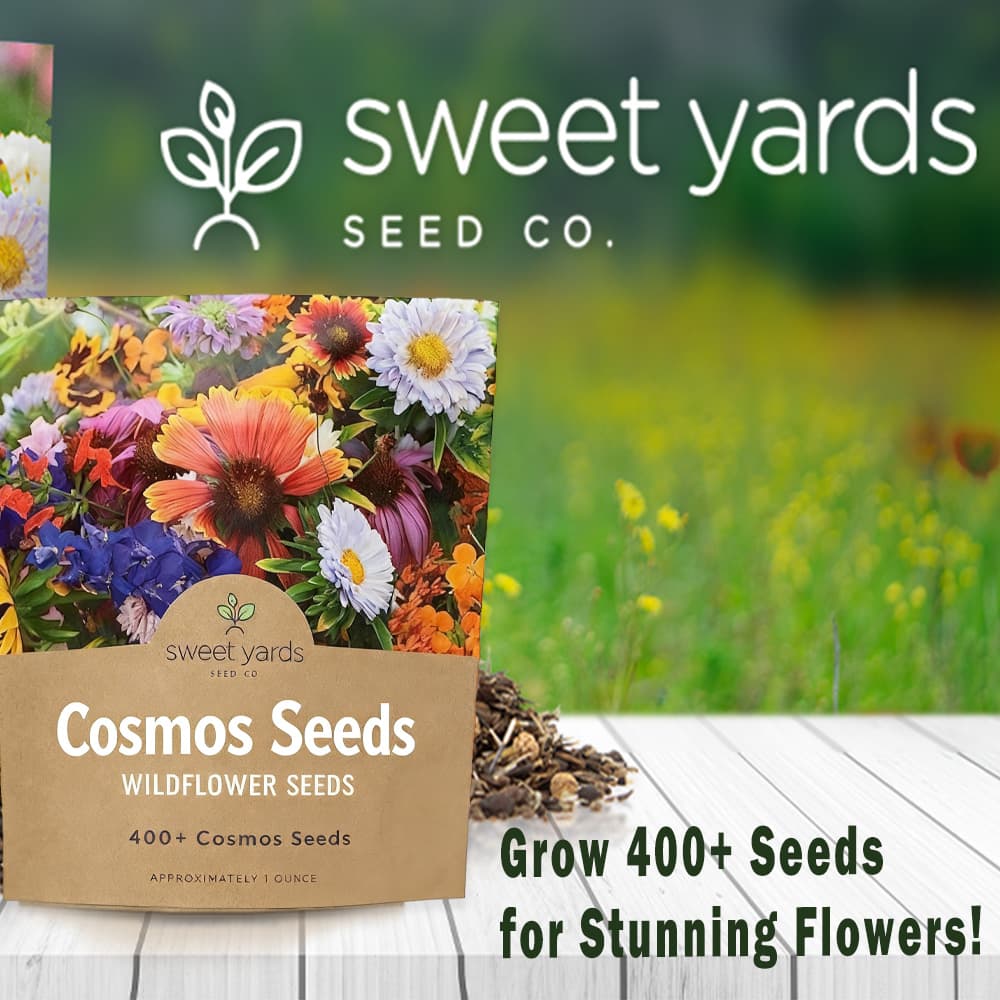 sweet yards
SEED CO.
sweet yards
SEED CO
Cosmos Seeds
WILDFLOWER SEEDS
400+ Cosmos Seeds
APPROXIMATELY 1 OUNCE
Grow 400+ Seeds
for Stunning Flowers!